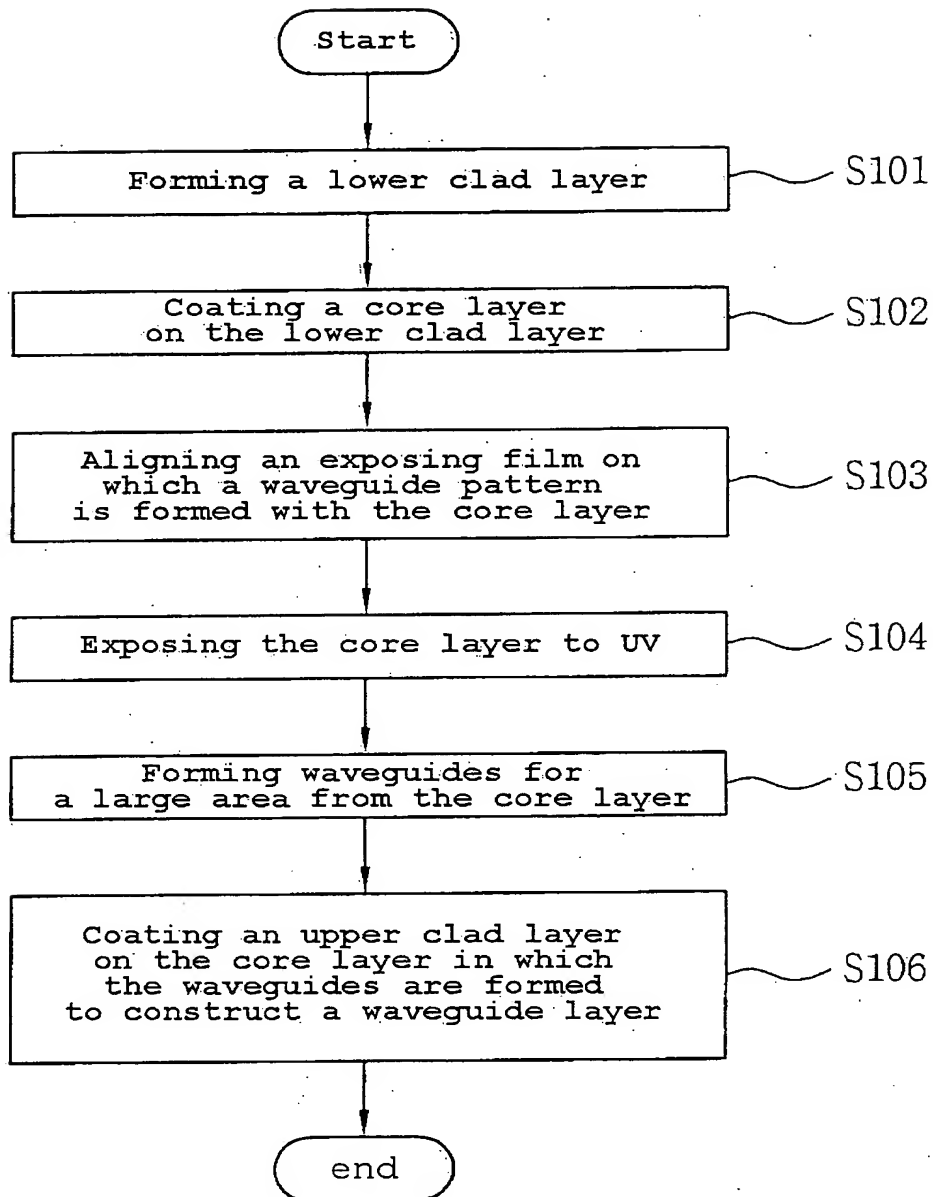 Start
Forming a lower clad layer
S101
Coating a core layer
on the lower clad layer
S102
Aligning an exposing film on
which a waveguide pattern
is formed with the core layer
S103
Exposing the core layer to UV
S104
Forming waveguides for
a large area from the core layer
S105
Coating an upper clad layer
on the core layer in which
the waveguides are formed
to construct a waveguide layer
S106
end